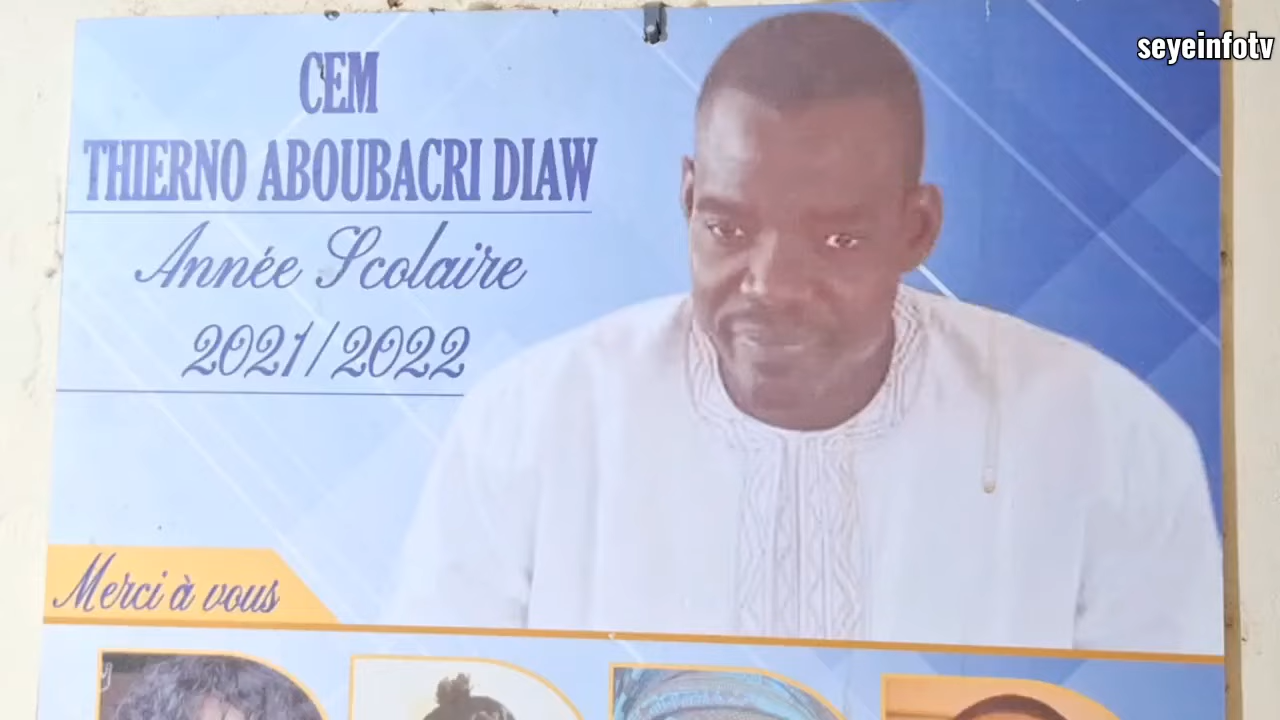 seyeinfotv
CEM
THIERNO ABOUBACRI DIAW
Année Scolaire
2021/2022
Merci à vous